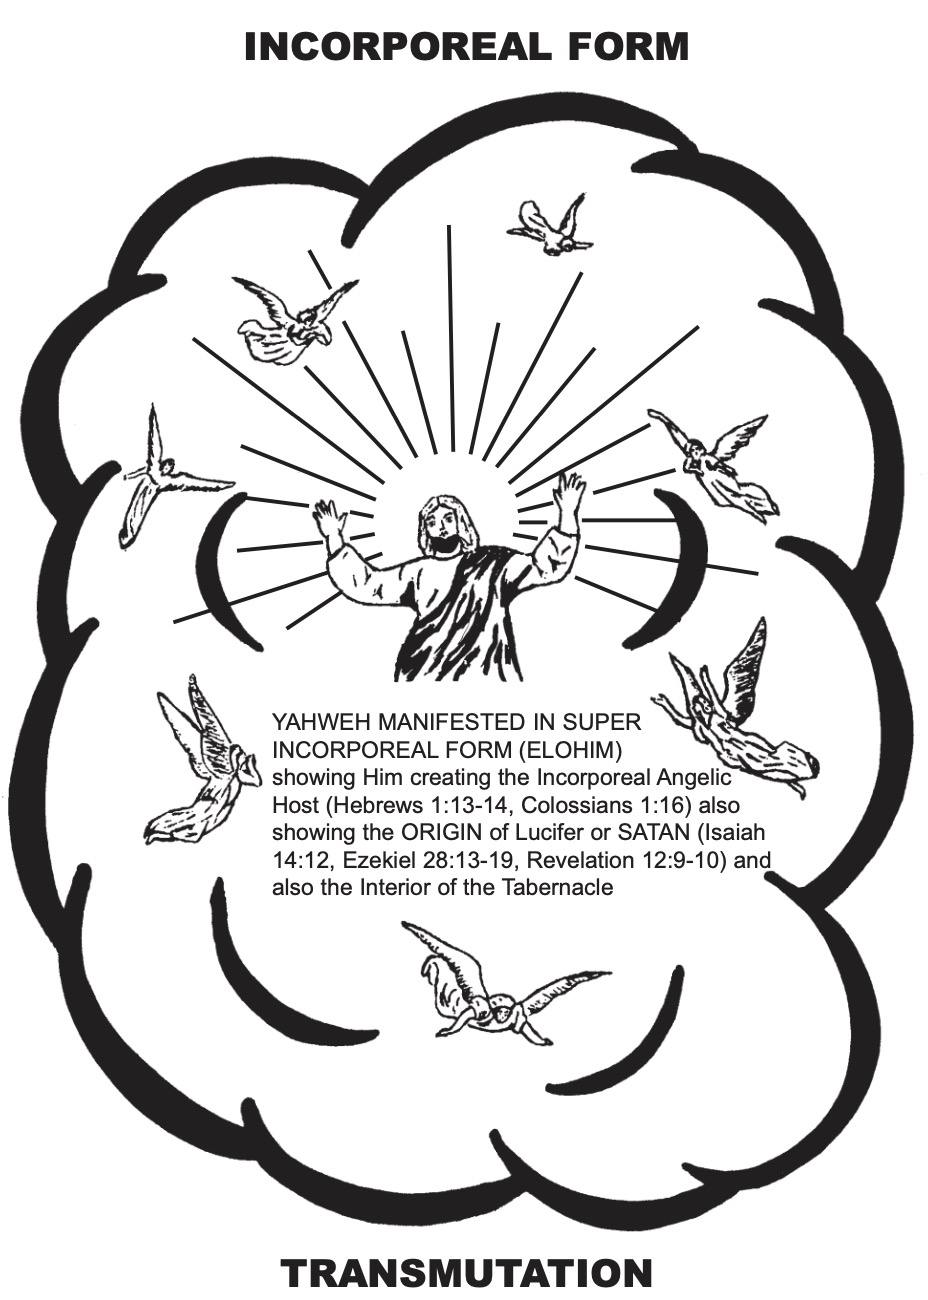 INCORPOREAL FORM
YAHWEH MANIFESTED IN SUPER
INCORPOREAL FORM (ELOHIM)
showing Him creating the Incorporeal Angelic
Host (Hebrews 1:13-14, Colossians 1:16) also
showing the ORIGIN of Lucifer or SATAN (Isaiah
14:12, Ezekiel 28:13-19, Revelation 12:9-10) and
also the Interior of the Tabernacle
TRANSMUTATION